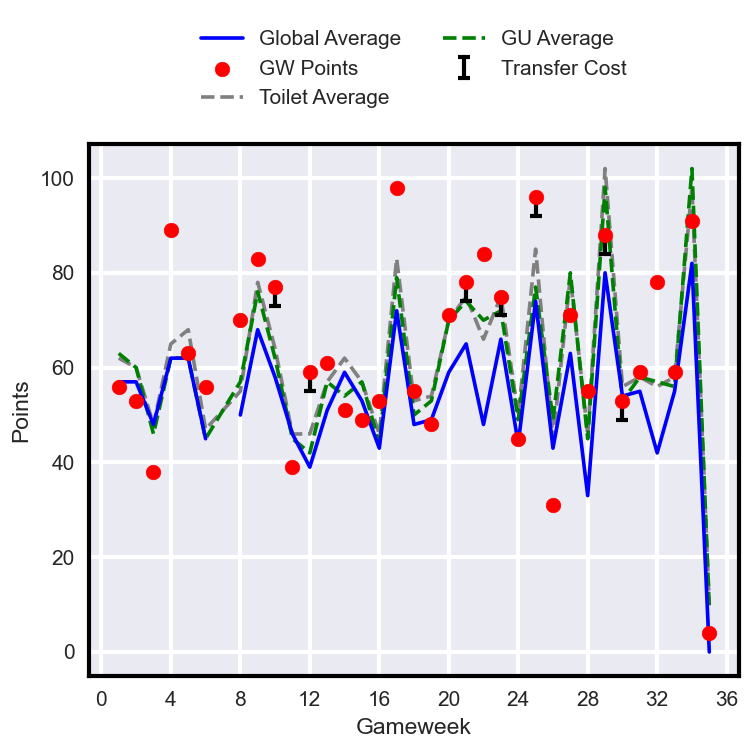 Global Average
GW Points
Toilet Average
GU Average
Transfer Cost
100
80
60
40
20
0
Points
0 4 8 12 16 20 24 28 32 36
Gameweek